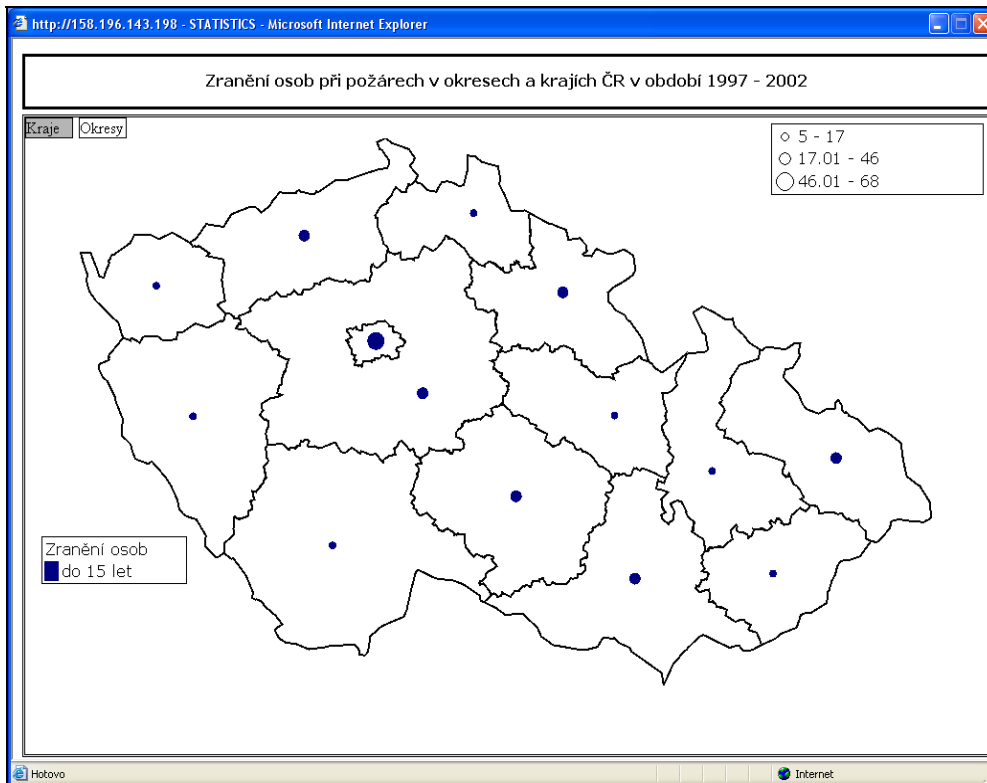 http://158.196.143.198 - STATISTICS - Microsoft Internet Explorer
Zranění osob při požárech v okresech a krajích ČR v období 1997 - 2002
Kraje Okresy
5 - 17
17.01 - 46
46.01 - 68
Zranění osob
do 15 let
Hotovo Internet